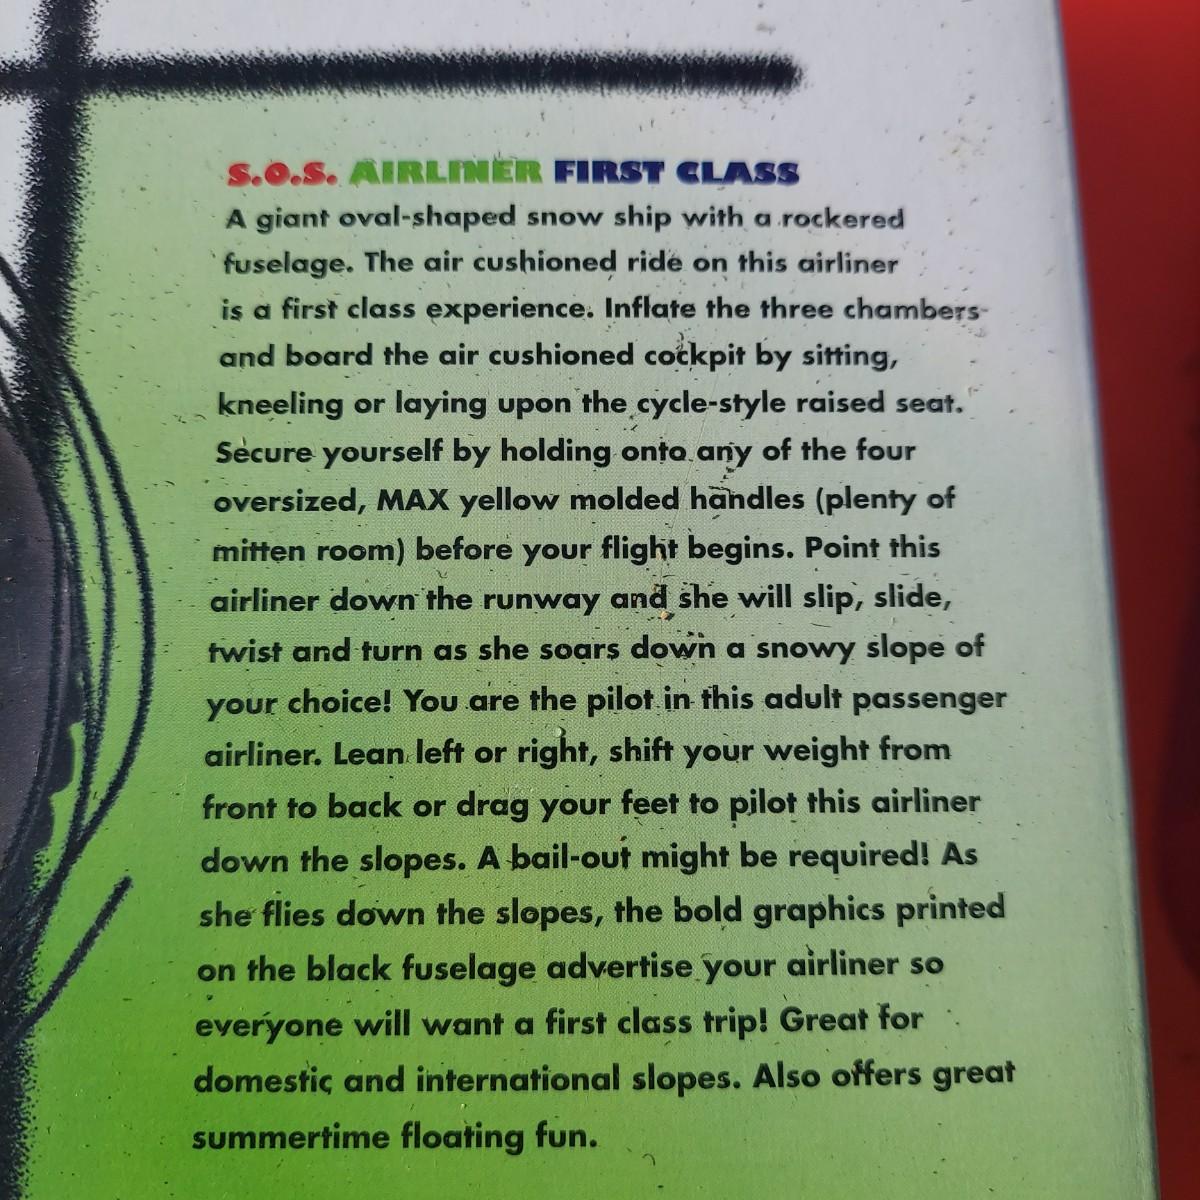 S.O.S. AIRLINER FIRST CLASS
A giant oval-shaped snow ship with a rockered
fuselage. The air cushioned ride on this airliner
is a first class experience. Inflate the three chambers
and board the air cushioned cockpit by sitting,
kneeling or laying upon the cycle-style raised seat.
Secure yourself by holding onto any of the four
oversized, MAX yellow molded handles (plenty of
mitten room) before your flight begins. Point this
airliner down the runway and she will slip, slide,
twist and turn as she soars down a snowy slope of
your choice! You are the pilot in this adult passenger
airliner. Lean left or right, shift your weight from
front to back or drag your feet to pilot this airliner
down the slopes. A bail-out might be required! As
she flies down the slopes, the bold graphics printed
on the black fuselage advertise your airliner so
everyone will want a first class trip! Great for
domestic and international slopes. Also offers great
summertime floating fun.